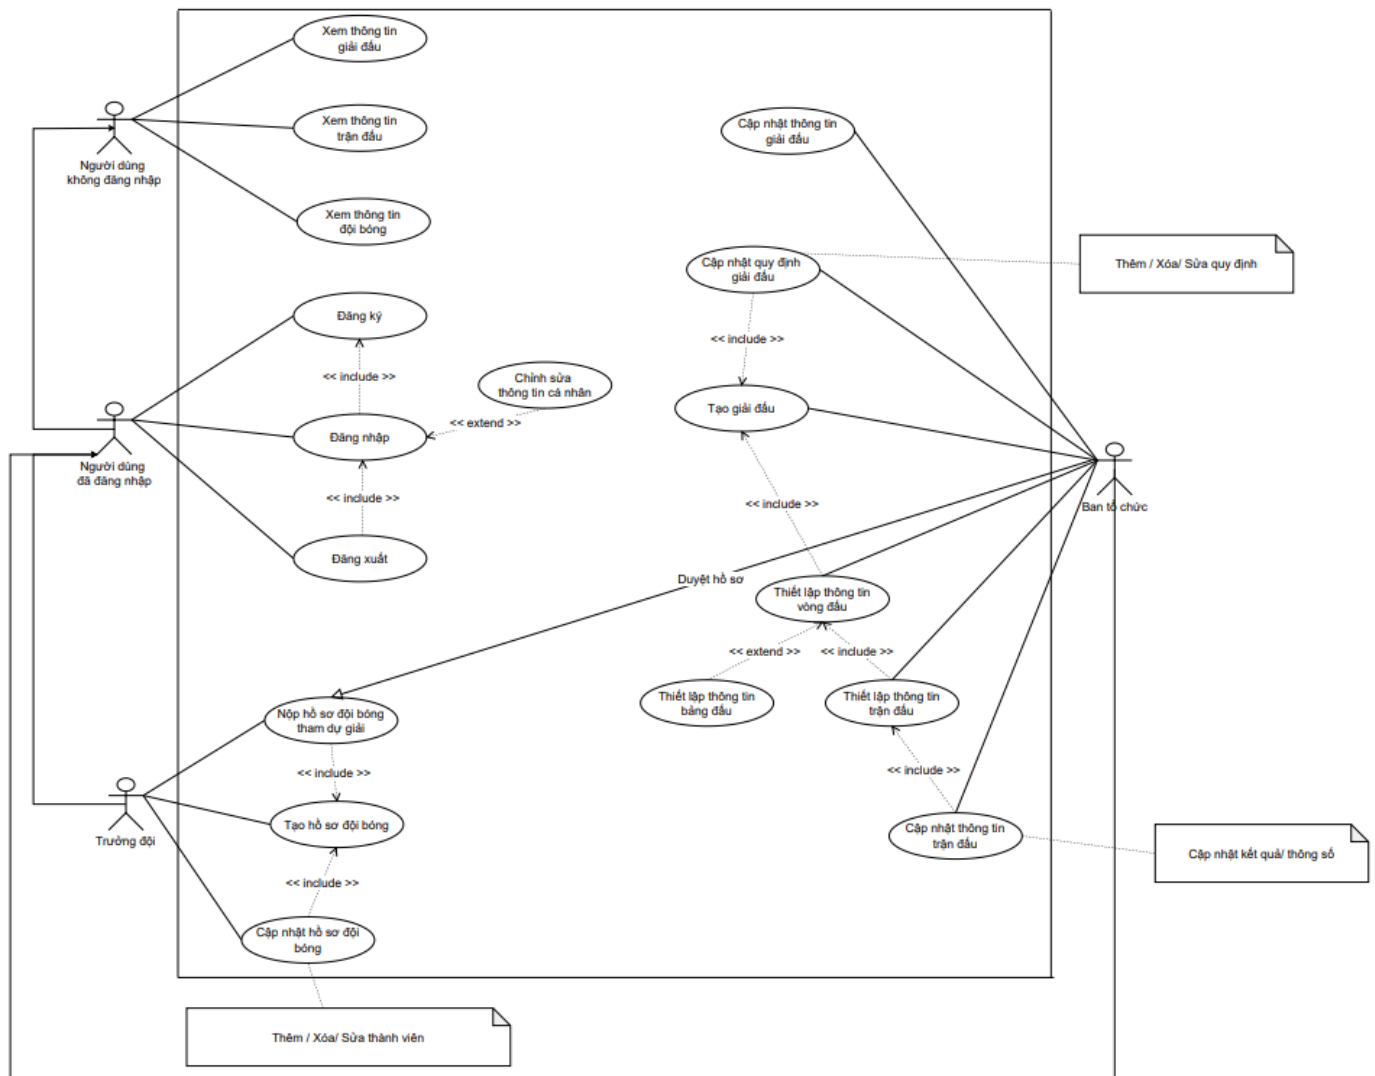 Xem thông tin
giải đấu
Xem thông tin
trận đấu
Người dùng
không đăng nhập
Xem thông tin
đội bóng
Cập nhật thông tin
giải đấu
Cập nhật quy định
giải đấu
Thêm / Xóa/ Sửa quy định
Đăng ký
<< include >>
<< include >>
Chỉnh sửa
thông tin cá nhân
<< extend >>
Tạo giải đấu
Đăng nhập
Người dùng
đã đăng nhập
<< include >>
<< include >>
Ban tổ chức
Đăng xuất
Duyệt hồ sơ
Thiết lập thông tin
vòng đấu
<< extend >>
<< include >>
Thiết lập thông tin
bảng đấu
Thiết lập thông tin
trận đấu
Nộp hồ sơ đội bóng
tham dự giải
<< include >>
<< include >>
Tạo hồ sơ đội bóng
Trưởng đội
Cập nhật thông tin
trận đấu
Cập nhật kết quả/ thông số
<< include >>
Cập nhật hồ sơ đội
bóng
Thêm / Xóa/ Sửa thành viên